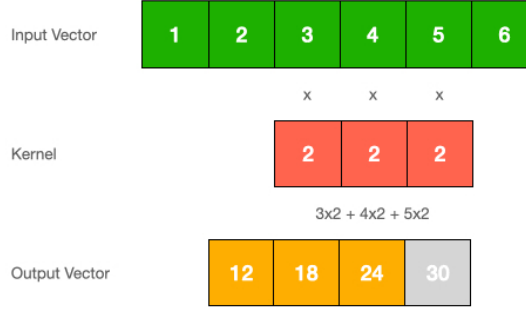 Input Vector 1 2 3 4 5 6
x x x
Kernel 2 2 2
3x2 + 4x2 + 5x2
Output Vector 12 18 24 30